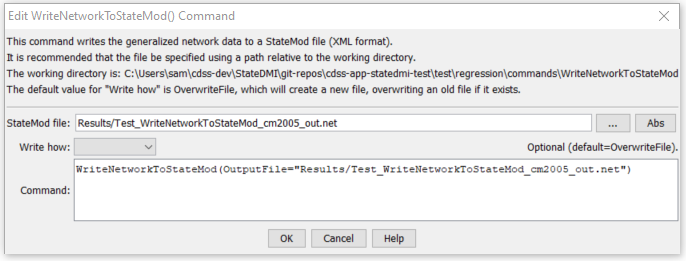 Edit WriteNetworkToStateMod() Command
This command writes the generalized network data to a StateMod file (XML format).
It is recommended that the file be specified using a path relative to the working directory.
The working directory is: C:\Users\sam\cdss-dev\StateDMI\git-repos\cdss-app-statedmi-test\test\regression\commands\WriteNetworkToStateMod
The default value for "Write how" is OverwriteFile, which will create a new file, overwriting an old file if it exists.
StateMod file: Results/Test_WriteNetworkToStateMod_cm2005_out.net ... Abs
Write how: Optional (default=OverwriteFile).
Command: WriteNetworkToStateMod(OutputFile="Results/Test_WriteNetworkToStateMod_cm2005_out.net")
OK Cancel Help